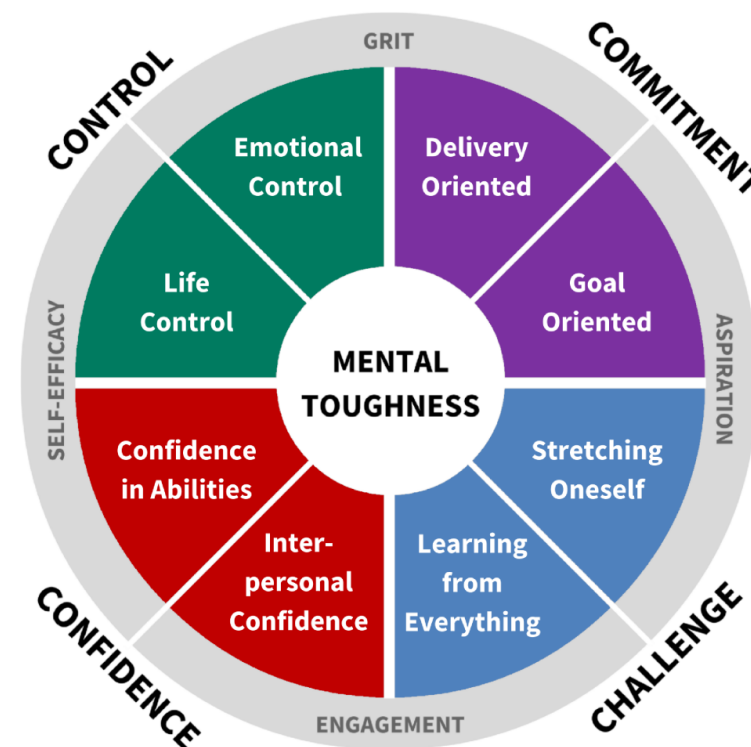 GRIT
CONTROL
COMMITMENT
Emotional
Control
Delivery
Oriented
Life
Control
Goal
Oriented
SELF-EFFICACY
MENTAL
TOUGHNESS
ASPIRATION
Confidence
in Abilities
Stretching
Oneself
Inter-
personal
Confidence
Learning
from
Everything
CONFIDENCE
CHALLENGE
ENGAGEMENT